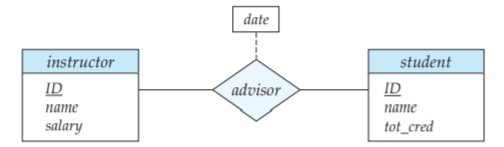 date
instructor
ID
name
salary
advisor
student
ID
name
tot_cred